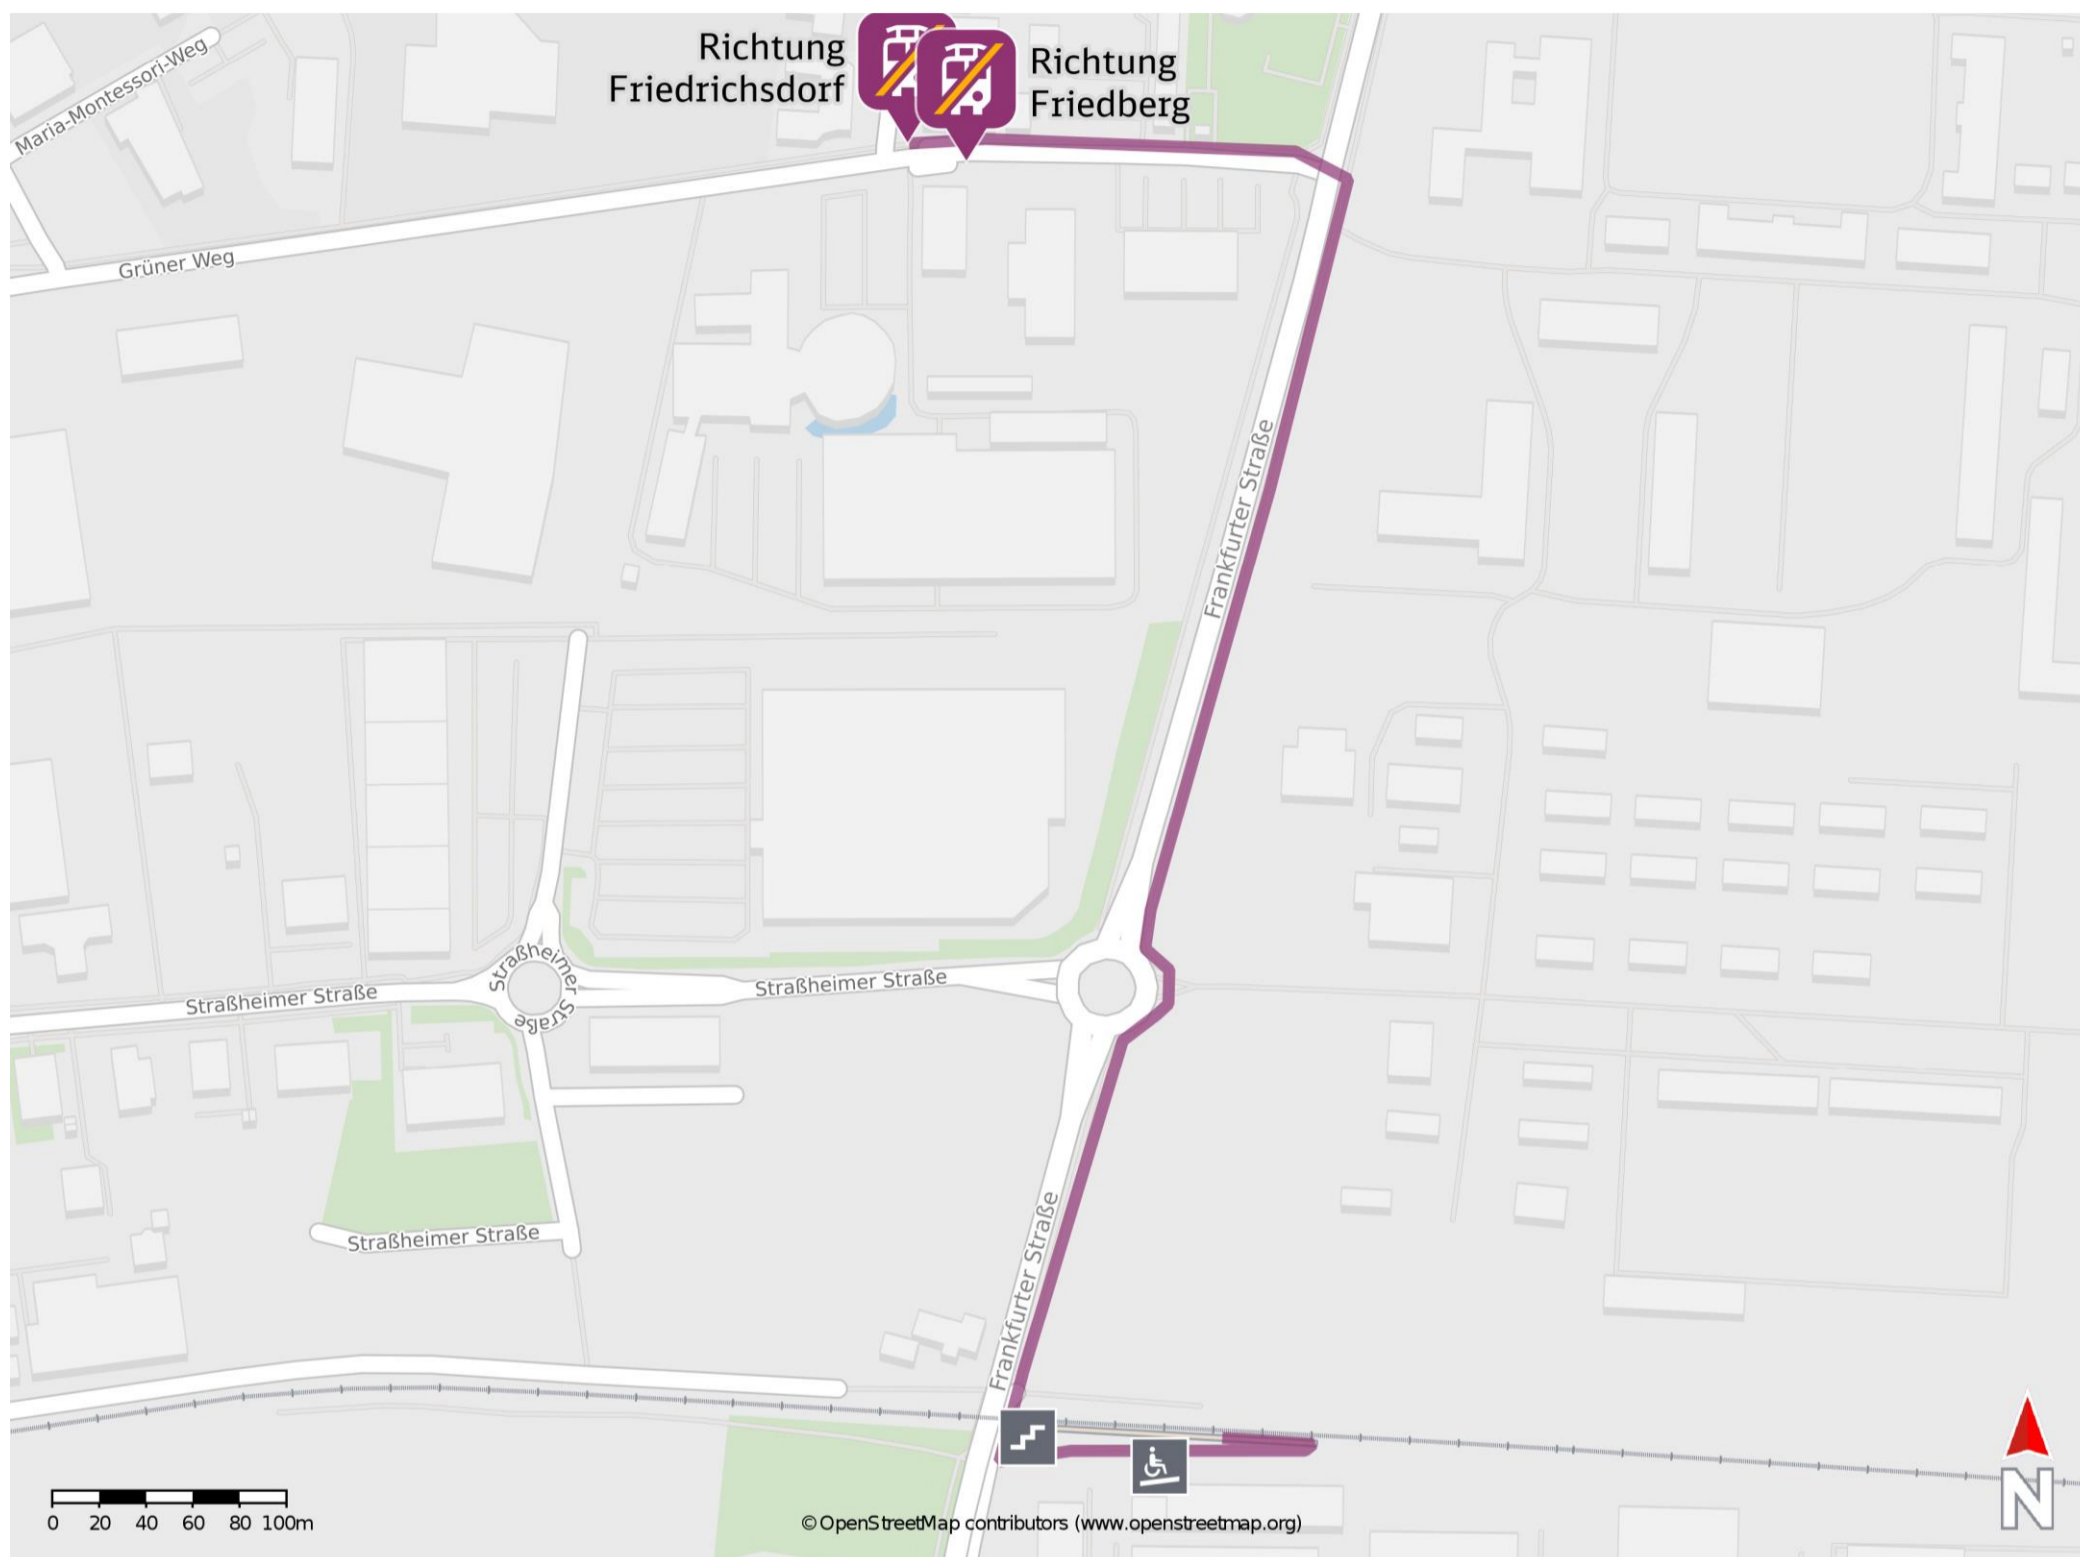 Richtung
Friedrichsdorf
Richtung
Friedberg
Maria-Montessori-Weg
Grüner Weg
Frankfurter Straße
Straßheimer Straße
Straßheimer Straße
Straßheimer Straße
Straßheimer Straße
Frankfurter Straße
N
0 20 40 60 80 100m
© OpenStreetMap contributors (www.openstreetmap.org)